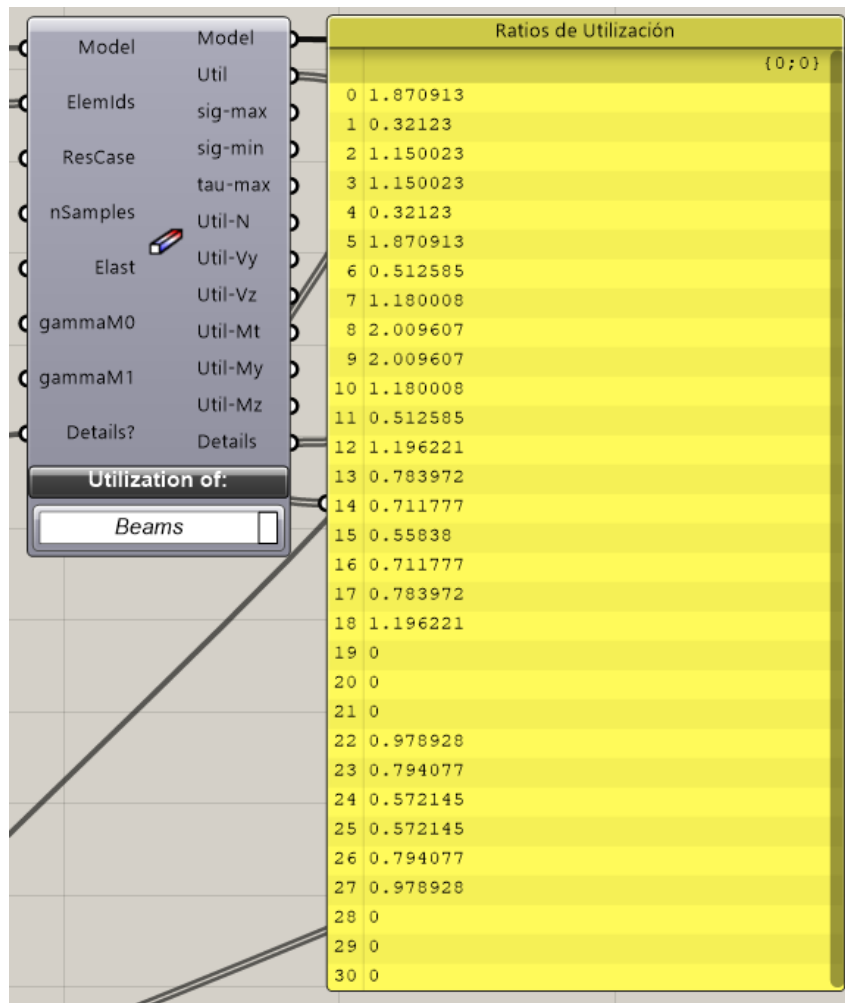 Model
ElemIds
ResCase
nSamples
Elast
gammaM0
gammaM1
Details?
Model
Util
sig-max
sig-min
tau-max
Util-N
Util-Vy
Util-Vz
Util-Mt
Util-My
Util-Mz
Details
Utilization of:
Beams
Ratios de Utilización
{0;0}
0 1.870913
1 0.32123
2 1.150023
3 1.150023
4 0.32123
5 1.870913
6 0.512585
7 1.180008
8 2.009607
9 2.009607
10 1.180008
11 0.512585
12 1.196221
13 0.783972
14 0.711777
15 0.55838
16 0.711777
17 0.783972
18 1.196221
19 0
20 0
21 0
22 0.978928
23 0.794077
24 0.572145
25 0.572145
26 0.794077
27 0.978928
28 0
29 0
30 0